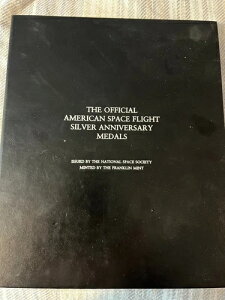 THE OFFICIAL
AMERICAN SPACE FLIGHT
SILVER ANNIVERSARY
MEDALS
ISSUED BY THE NATIONAL SPACE SOCIETY
MINTED BY THE FRANKLIN MINT